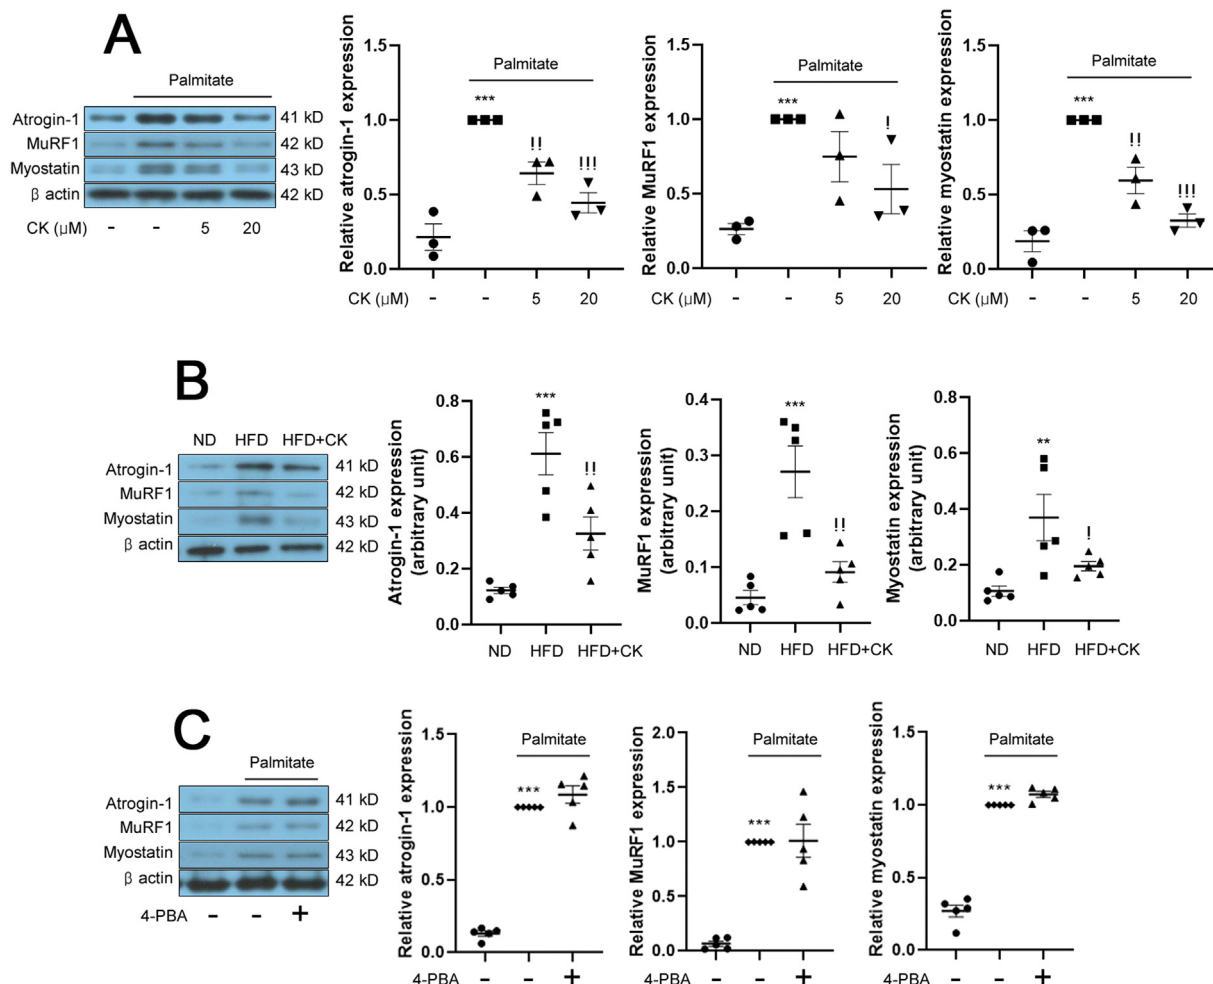 A
Palmitate
Atrogin-1 41 kD
MuRF1 42 kD
Myostatin 43 kD
β actin 42 kD
CK (μM) - - 5 20
Relative atrogin-1 expression
1.5
1.0
0.5
0.0
Palmitate
***
!!
!!!
CK (μM) - - 5 20
Relative MuRF1 expression
1.5
1.0
0.5
0.0
Palmitate
***
!
CK (μM) - - 5 20
Relative myostatin expression
1.5
1.0
0.5
0.0
Palmitate
***
!!
!!!
- - 5 20
B
ND HFD HFD+CK
Atrogin-1 41 kD
MuRF1 42 kD
Myostatin 43 kD
β actin 42 kD
Atrogin-1 expression
(arbitrary unit)
0.8
0.6
0.4
0.2
0.0
***
!!
ND HFD HFD+CK
MuRF1 expression
(arbitrary unit)
0.4
0.3
0.2
0.1
0.0
***
!!
ND HFD HFD+CK
Myostatin expression
(arbitrary unit)
0.8
0.6
0.4
0.2
0.0
**
!
ND HFD HFD+CK
C
Palmitate
Atrogin-1 41 kD
MuRF1 42 kD
Myostatin 43 kD
β actin 42 kD
4-PBA - - +
Relative atrogin-1 expression
1.5
1.0
0.5
0.0
Palmitate
***
4-PBA - - +
Relative MuRF1 expression
2.0
1.5
1.0
0.5
0.0
Palmitate
***
4-PBA - - +
Relative myostatin expression
1.5
1.0
0.5
0.0
Palmitate
***
4-PBA - - +